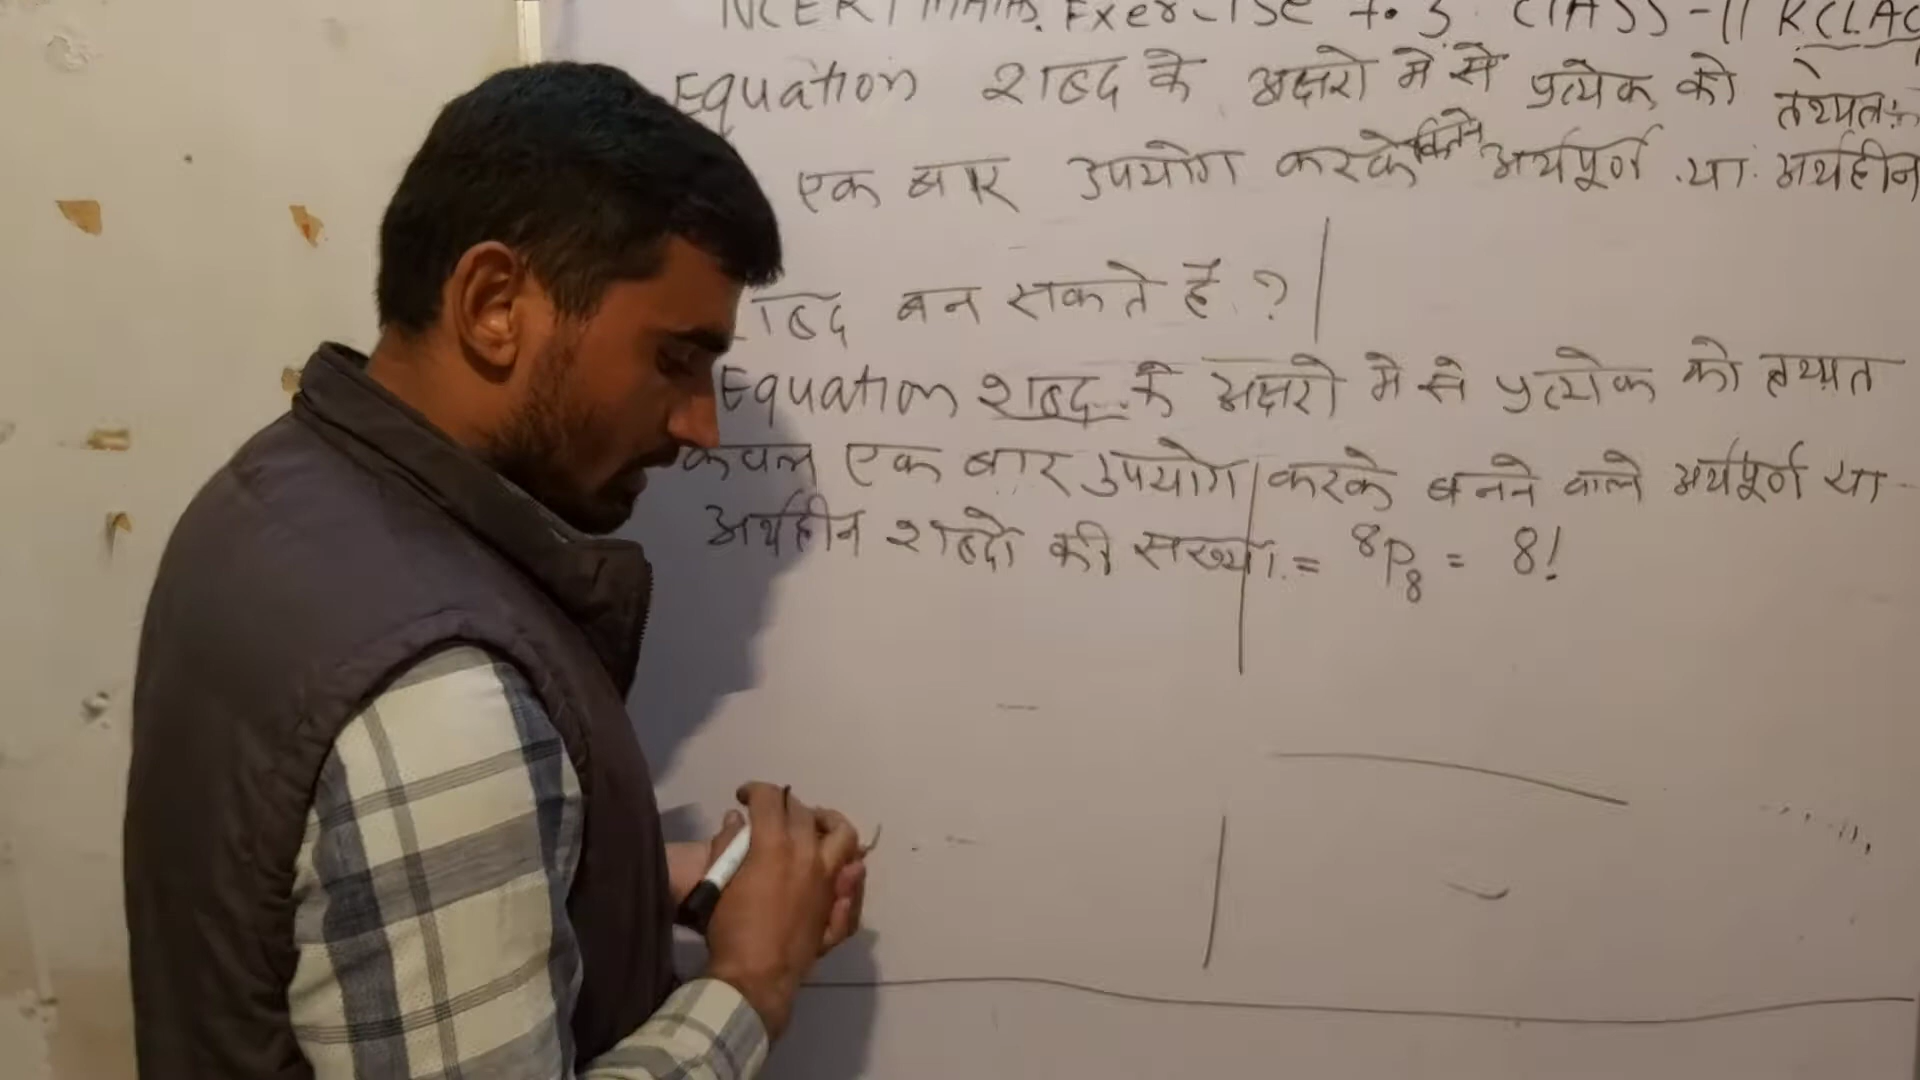 NCERT Maths. Exercise 7.3 CLASS-11
Equation शब्द के अक्षरो में से प्रत्येक को तथ्यतः
एक बार उपयोग करके कितने अर्थपूर्ण या अर्थहीन
शब्द बन सकते है ?
Equation शब्द के अक्षरो मे से प्रत्येक को तथ्यत
केवल एक बार उपयोग करके बनने वाले अर्थपूर्ण या
अर्थहीन शब्दो की सख्या = ⁸P₈ = 8!